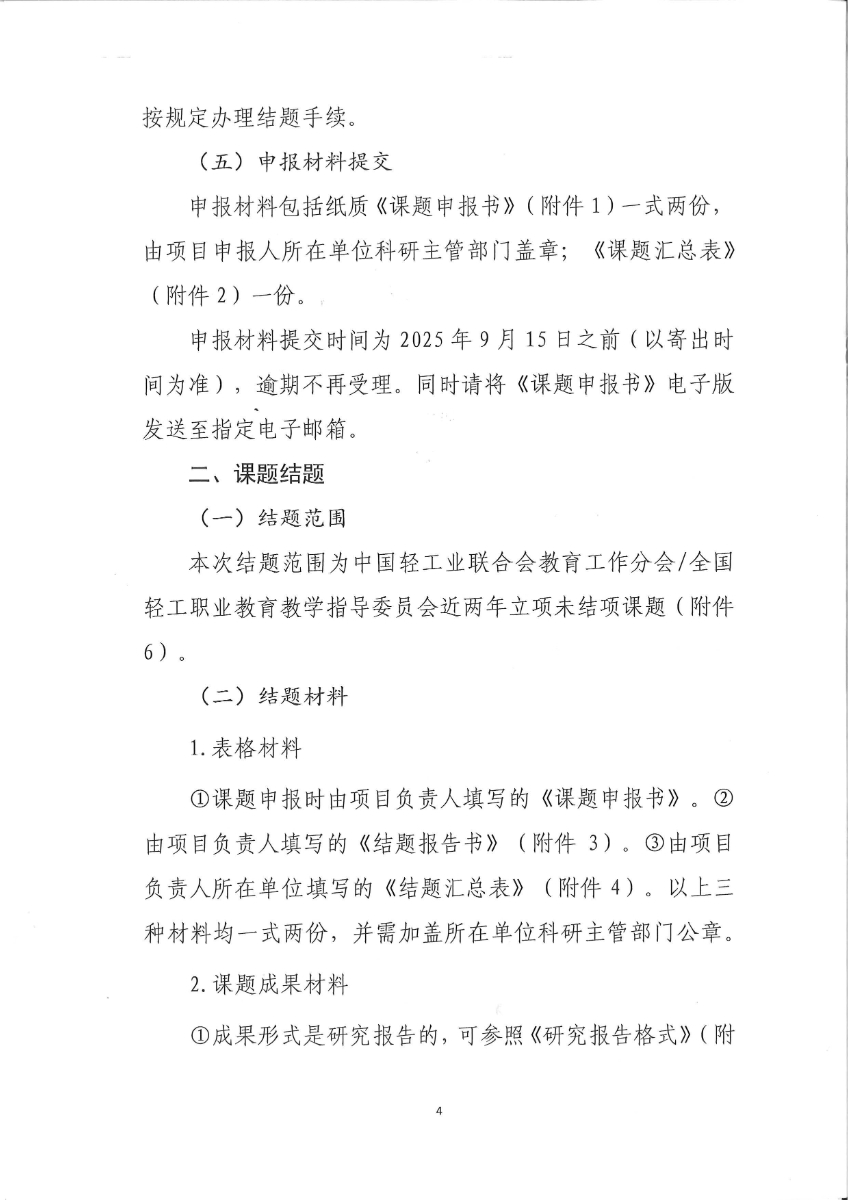 按规定办理结题手续。
（五）申报材料提交
申报材料包括纸质《课题申报书》（附件1）一式两份，
由项目申报人所在单位科研主管部门盖章；《课题汇总表》
（附件2）一份。
申报材料提交时间为2025年9月15日之前（以寄出时
间为准），逾期不再受理。同时请将《课题申报书》电子版
发送至指定电子邮箱。
二、课题结题
（一）结题范围
本次结题范围为中国轻工业联合会教育工作分会/全国
轻工职业教育教学指导委员会近两年立项未结项课题（附件
6）。
（二）结题材料
1.表格材料
①课题申报时由项目负责人填写的《课题申报书》。②
由项目负责人填写的《结题报告书》（附件 3）。③由项目
负责人所在单位填写的《结题汇总表》（附件4）。以上三
种材料均一式两份，并需加盖所在单位科研主管部门公章。
2.课题成果材料
①成果形式是研究报告的，可参照《研究报告格式》（附
4